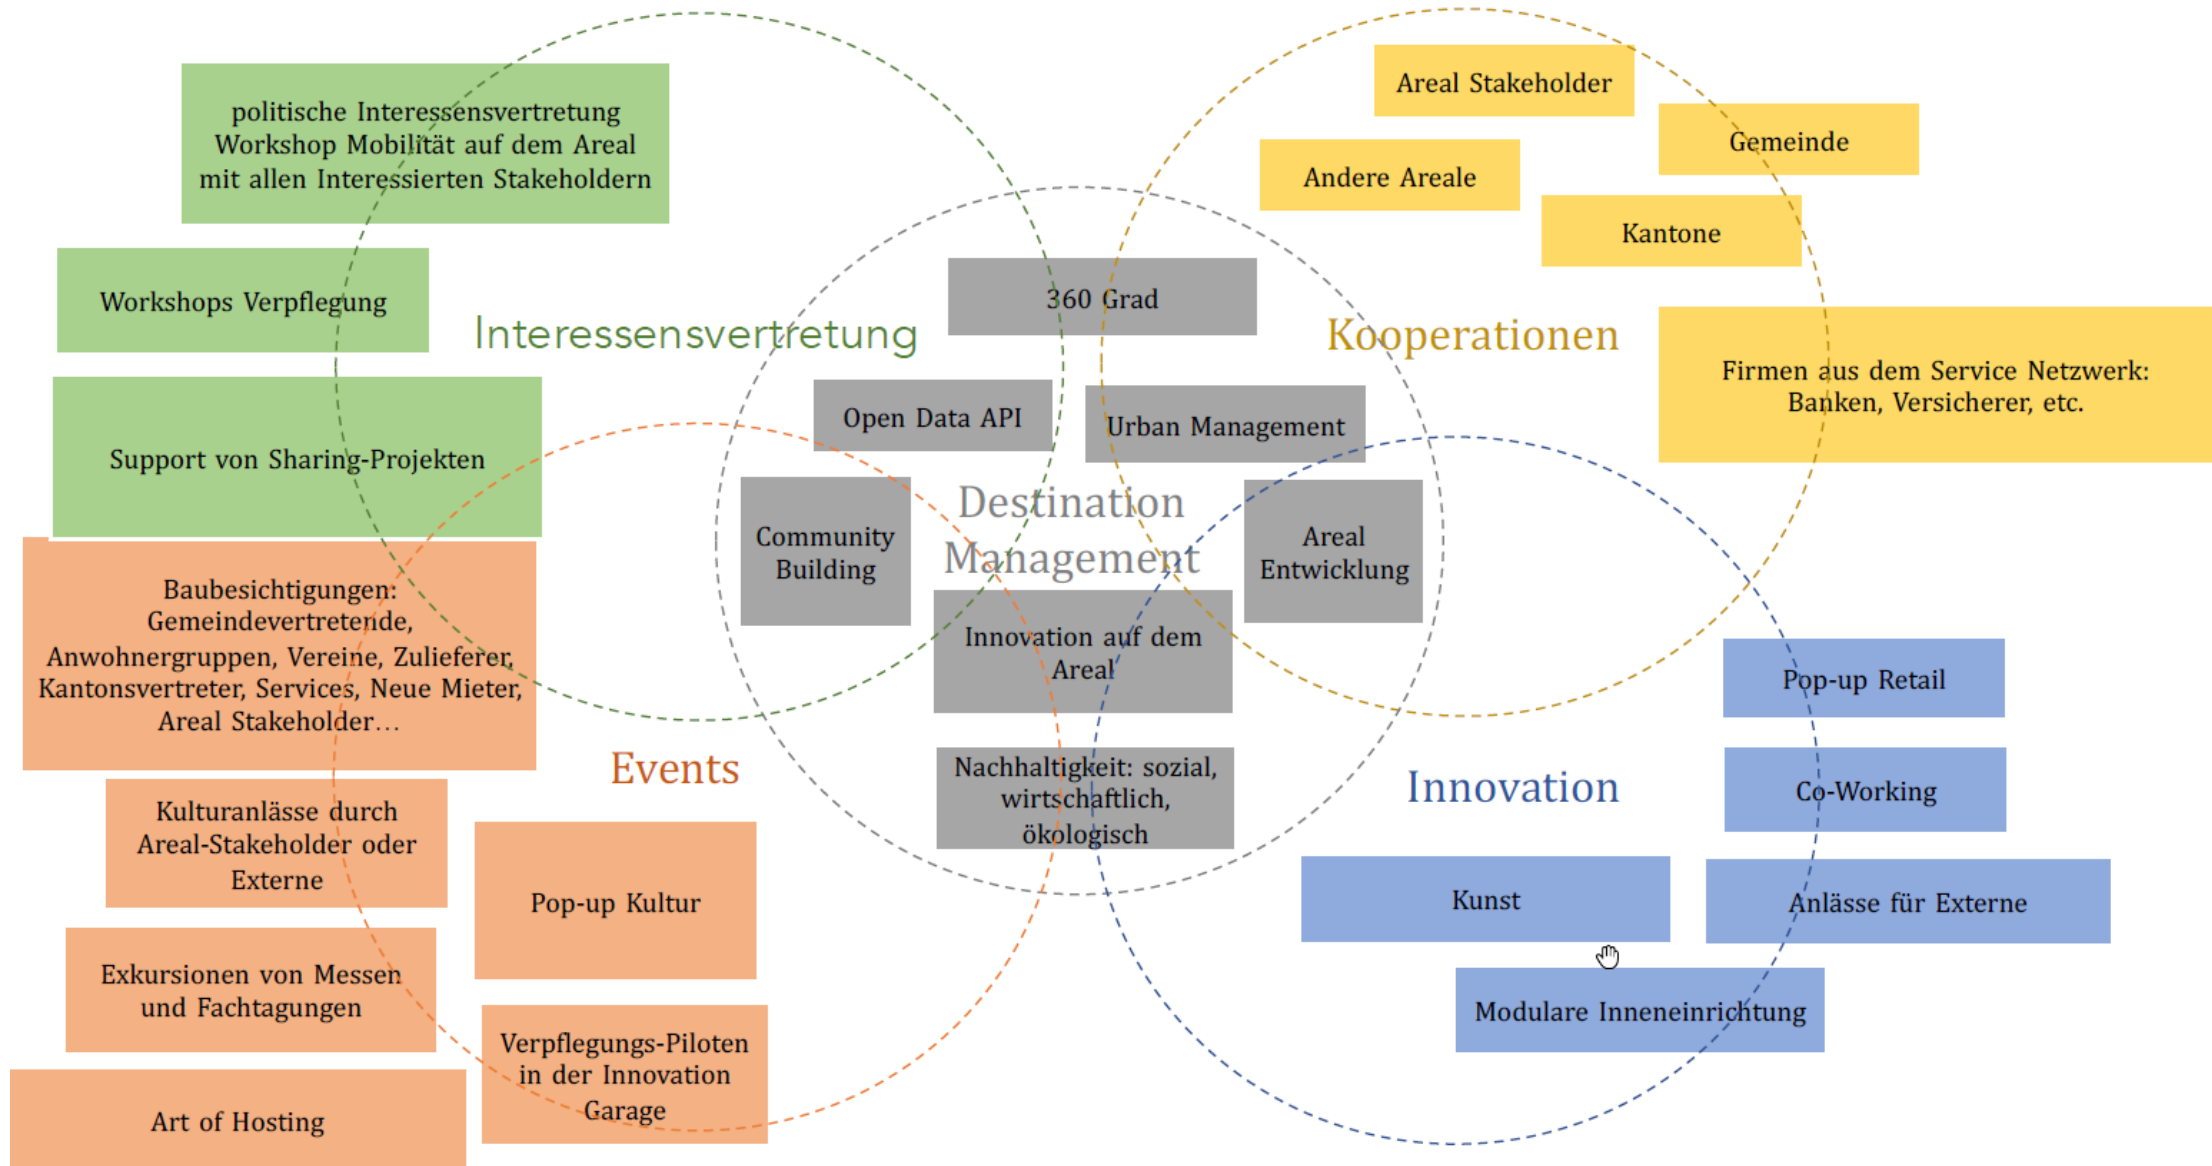 politische Interessensvertretung
Workshop Mobilität auf dem Areal
mit allen Interessierten Stakeholdern
Workshops Verpflegung
Support von Sharing-Projekten
Interessensvertretung
Areal Stakeholder
Gemeinde
Andere Areale
Kantone
Kooperationen
Firmen aus dem Service Netzwerk:
Banken, Versicherer, etc.
360 Grad
Open Data API
Urban Management
Destination
Management
Community
Building
Areal
Entwicklung
Innovation auf dem
Areal
Nachhaltigkeit: sozial,
wirtschaftlich,
ökologisch
Baubesichtigungen:
Gemeindevertretende,
Anwohnergruppen, Vereine, Zulieferer,
Kantonsvertreter, Services, Neue Mieter,
Areal Stakeholder…
Events
Kulturanlässe durch
Areal-Stakeholder oder
Externe
Pop-up Kultur
Exkursionen von Messen
und Fachtagungen
Verpflegungs-Piloten
in der Innovation
Garage
Art of Hosting
Innovation
Pop-up Retail
Co-Working
Kunst
Anlässe für Externe
Modulare Inneneinrichtung